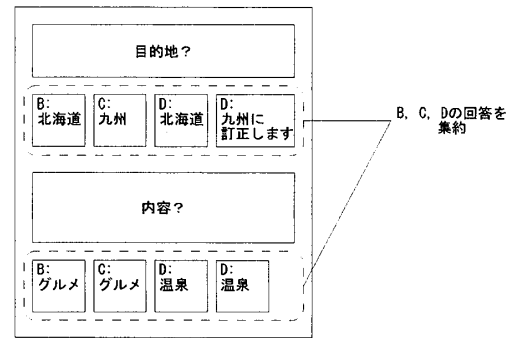 目的地？
B:
北海道
C:
九州
D:
北海道
D:
九州に
訂正します
B, C, Dの回答を
集約
内容？
B:
グルメ
C:
グルメ
D:
温泉
D:
温泉